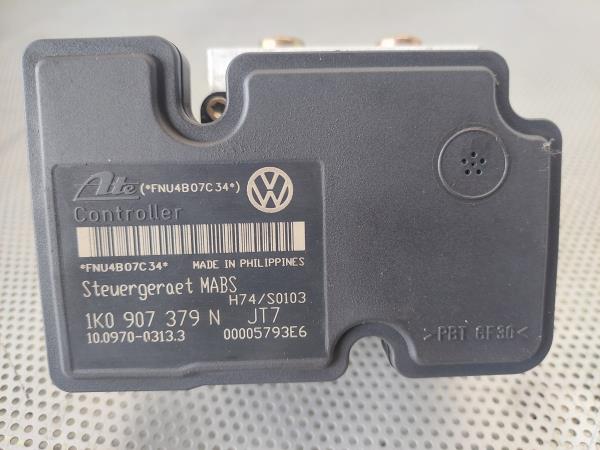 Ate (*FNU4B07C34*)
Controller
*FNU4B07C34* MADE IN PHILIPPINES
Steuergeraet MABS
H74/S0103
1K0 907 379 N JT7
10.0970-0313.3 00005793E6
>PBT GF30<